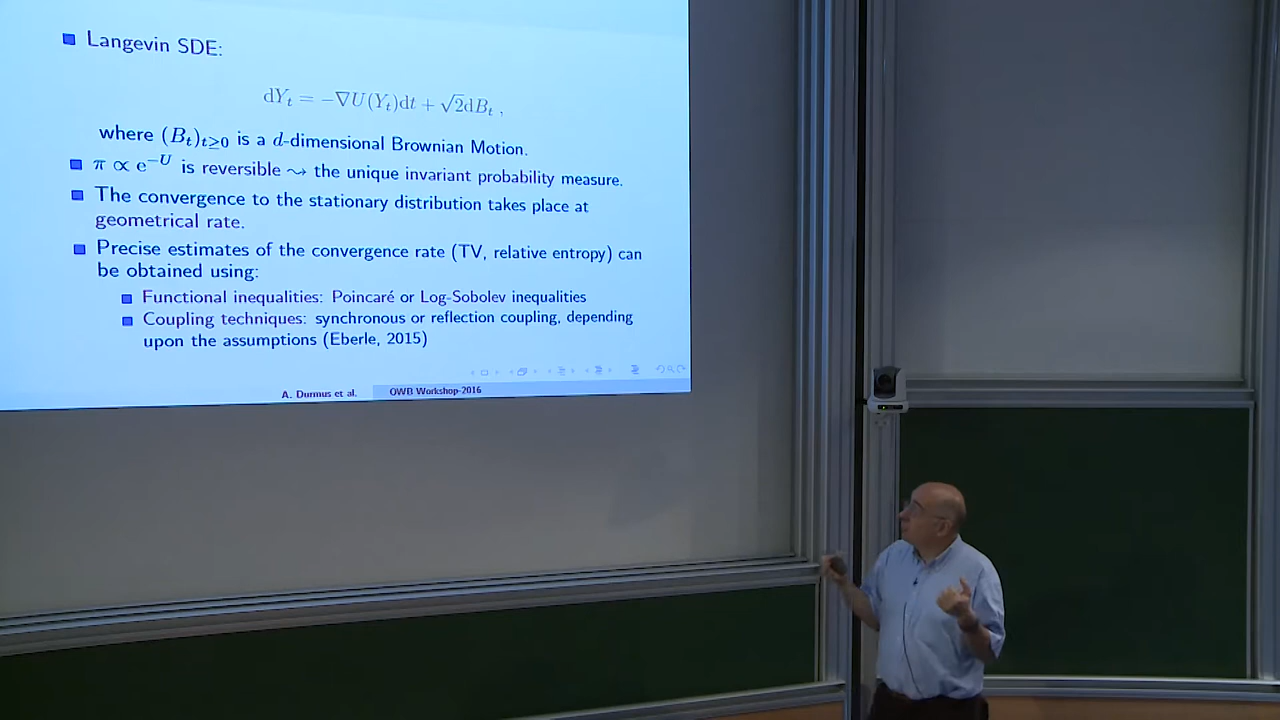 Langevin SDE:
dY_t = −∇U(Y_t)dt + √2dB_t ,
where (B_t)_{t≥0} is a d-dimensional Brownian Motion.
π ∝ e^{−U} is reversible ⇝ the unique invariant probability measure.
The convergence to the stationary distribution takes place at
geometrical rate.
Precise estimates of the convergence rate (TV, relative entropy) can
be obtained using:
Functional inequalities: Poincaré or Log-Sobolev inequalities
Coupling techniques: synchronous or reflection coupling, depending
upon the assumptions (Eberle, 2015)
A. Durmus et al. OWB Workshop-2016